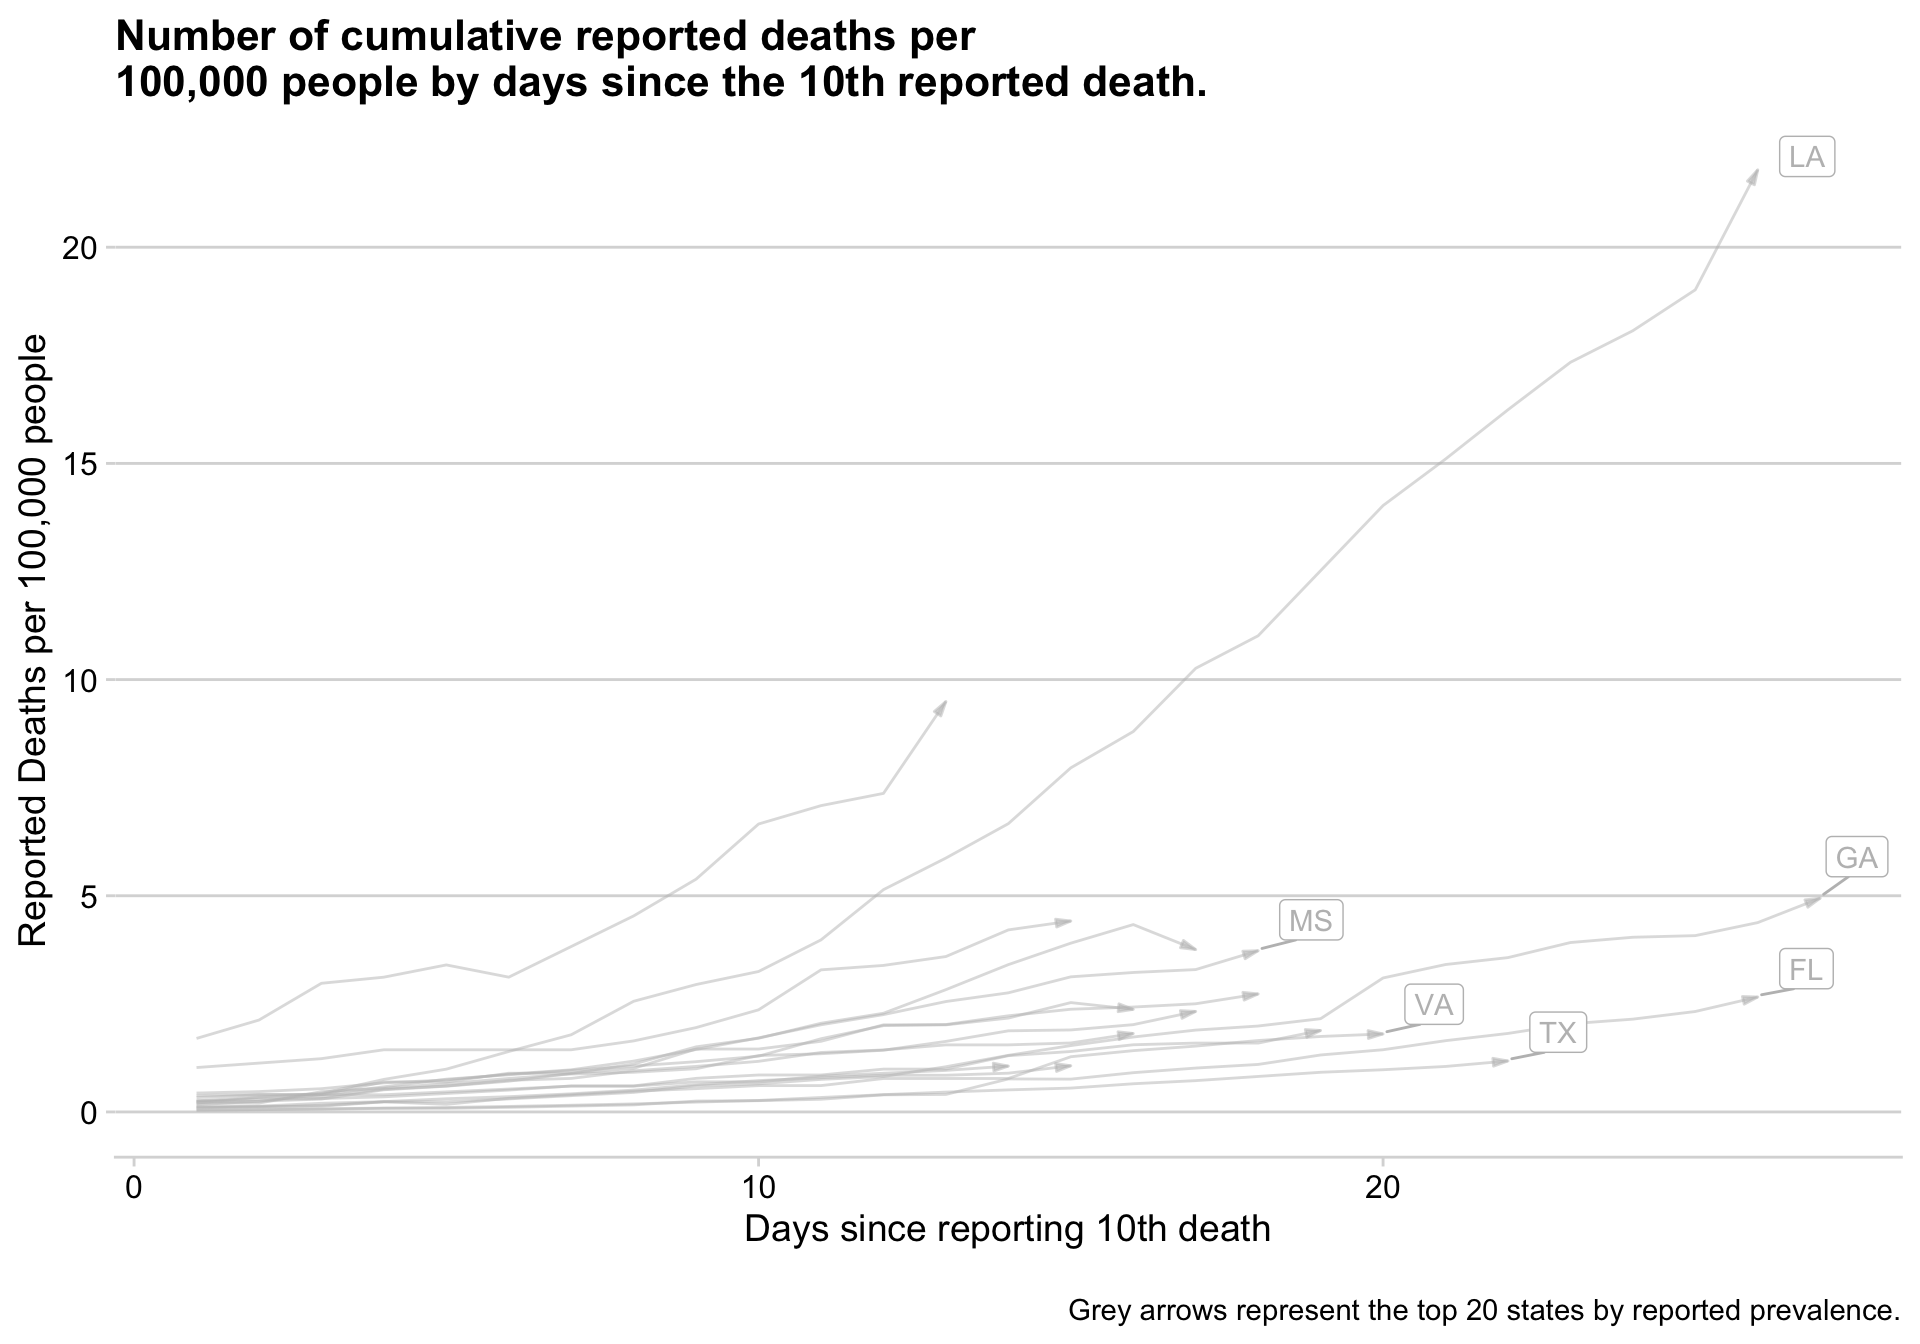 Number of cumulative reported deaths per
100,000 people by days since the 10th reported death.
Reported Deaths per 100,000 people
20
15
10
5
0
LA
GA
MS
FL
VA
TX
0
10
20
Days since reporting 10th death
Grey arrows represent the top 20 states by reported prevalence.